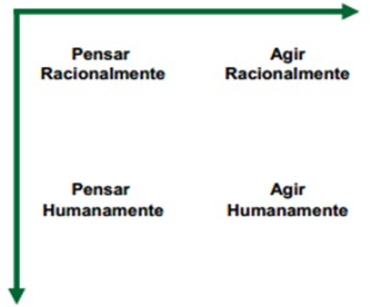 Pensar
Racionalmente
Agir
Racionalmente
Pensar
Humanamente
Agir
Humanamente